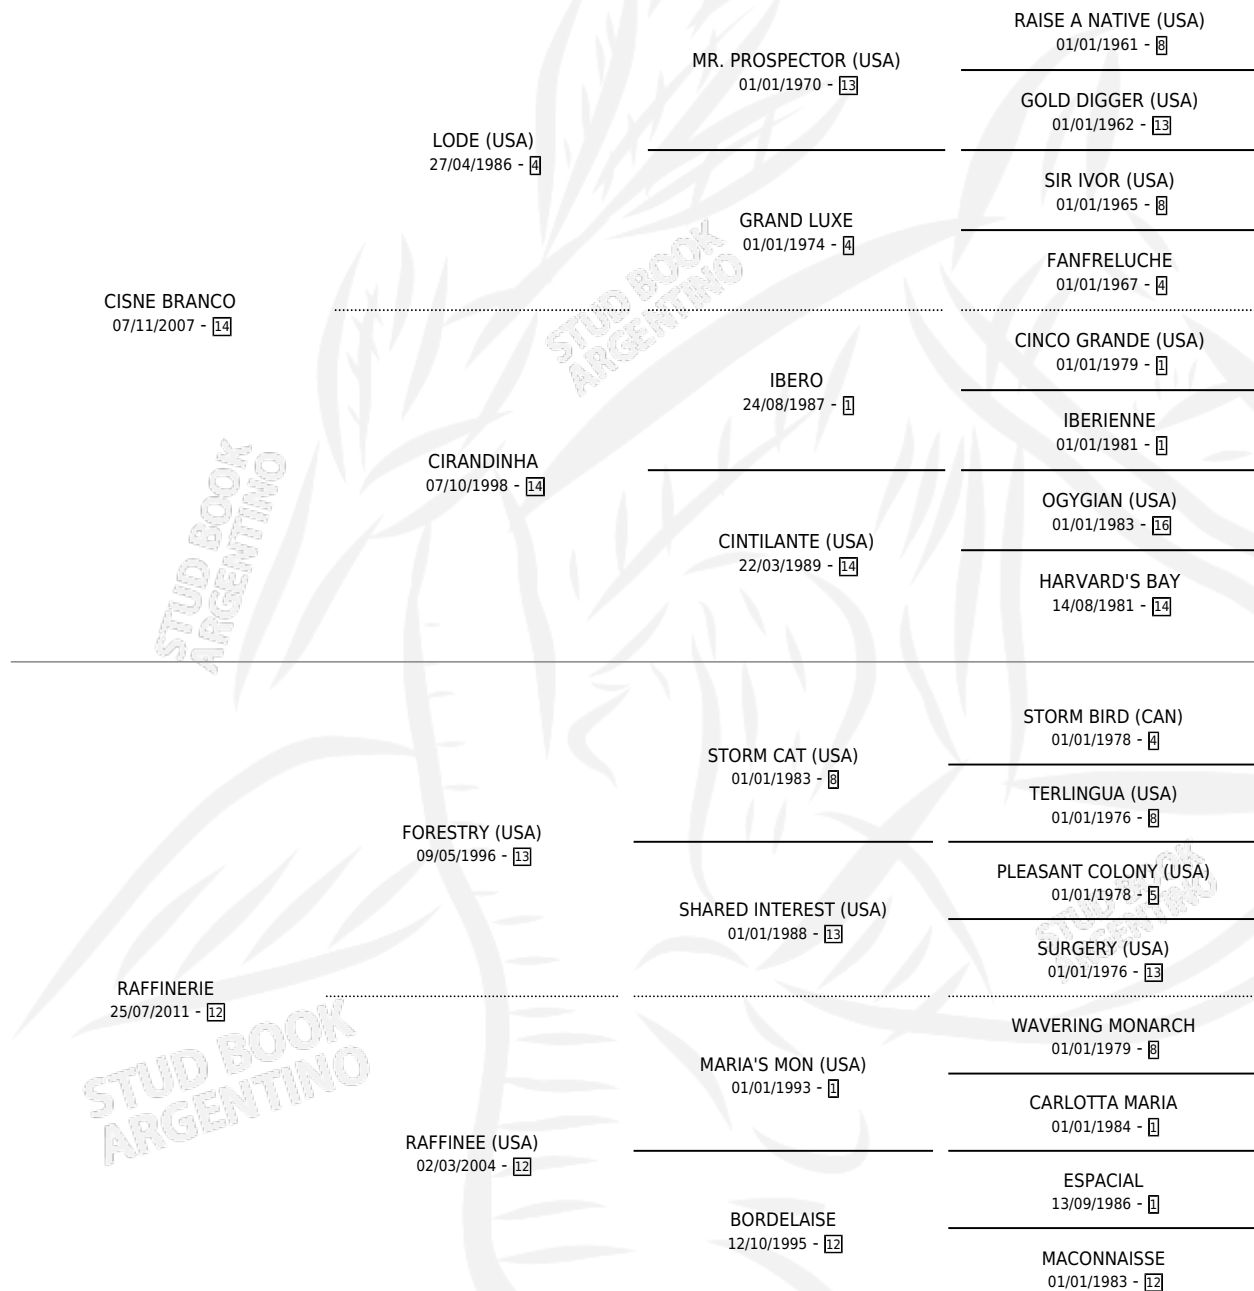 RAISE A NATIVE (USA)
01/01/1961 - 8
MR. PROSPECTOR (USA)
01/01/1970 - 13
GOLD DIGGER (USA)
01/01/1962 - 13
LODE (USA)
27/04/1986 - 4
SIR IVOR (USA)
01/01/1965 - 8
GRAND LUXE
01/01/1974 - 4
FANFRELUCHE
01/01/1967 - 4
CISNE BRANCO
07/11/2007 - 14
CINCO GRANDE (USA)
01/01/1979 - 1
IBERO
24/08/1987 - 1
IBERIENNE
01/01/1981 - 1
CIRANDINHA
07/10/1998 - 14
OGYGIAN (USA)
01/01/1983 - 16
CINTILANTE (USA)
22/03/1989 - 14
HARVARD'S BAY
14/08/1981 - 14
STORM BIRD (CAN)
01/01/1978 - 4
STORM CAT (USA)
01/01/1983 - 8
TERLINGUA (USA)
01/01/1976 - 8
FORESTRY (USA)
09/05/1996 - 13
PLEASANT COLONY (USA)
01/01/1978 - 5
SHARED INTEREST (USA)
01/01/1988 - 13
SURGERY (USA)
01/01/1976 - 13
RAFFINERIE
25/07/2011 - 12
WAVERING MONARCH
01/01/1979 - 8
MARIA'S MON (USA)
01/01/1993 - 1
CARLOTTA MARIA
01/01/1984 - 1
RAFFINEE (USA)
02/03/2004 - 12
ESPACIAL
13/09/1986 - 1
BORDELAISE
12/10/1995 - 12
MACONNAISSE
01/01/1983 - 12
STUD BOOK
ARGENTINO
STUD BOOK
ARGENTINO
STUD BOOK
ARGENTINO
STUD BOOK
ARGENTINO